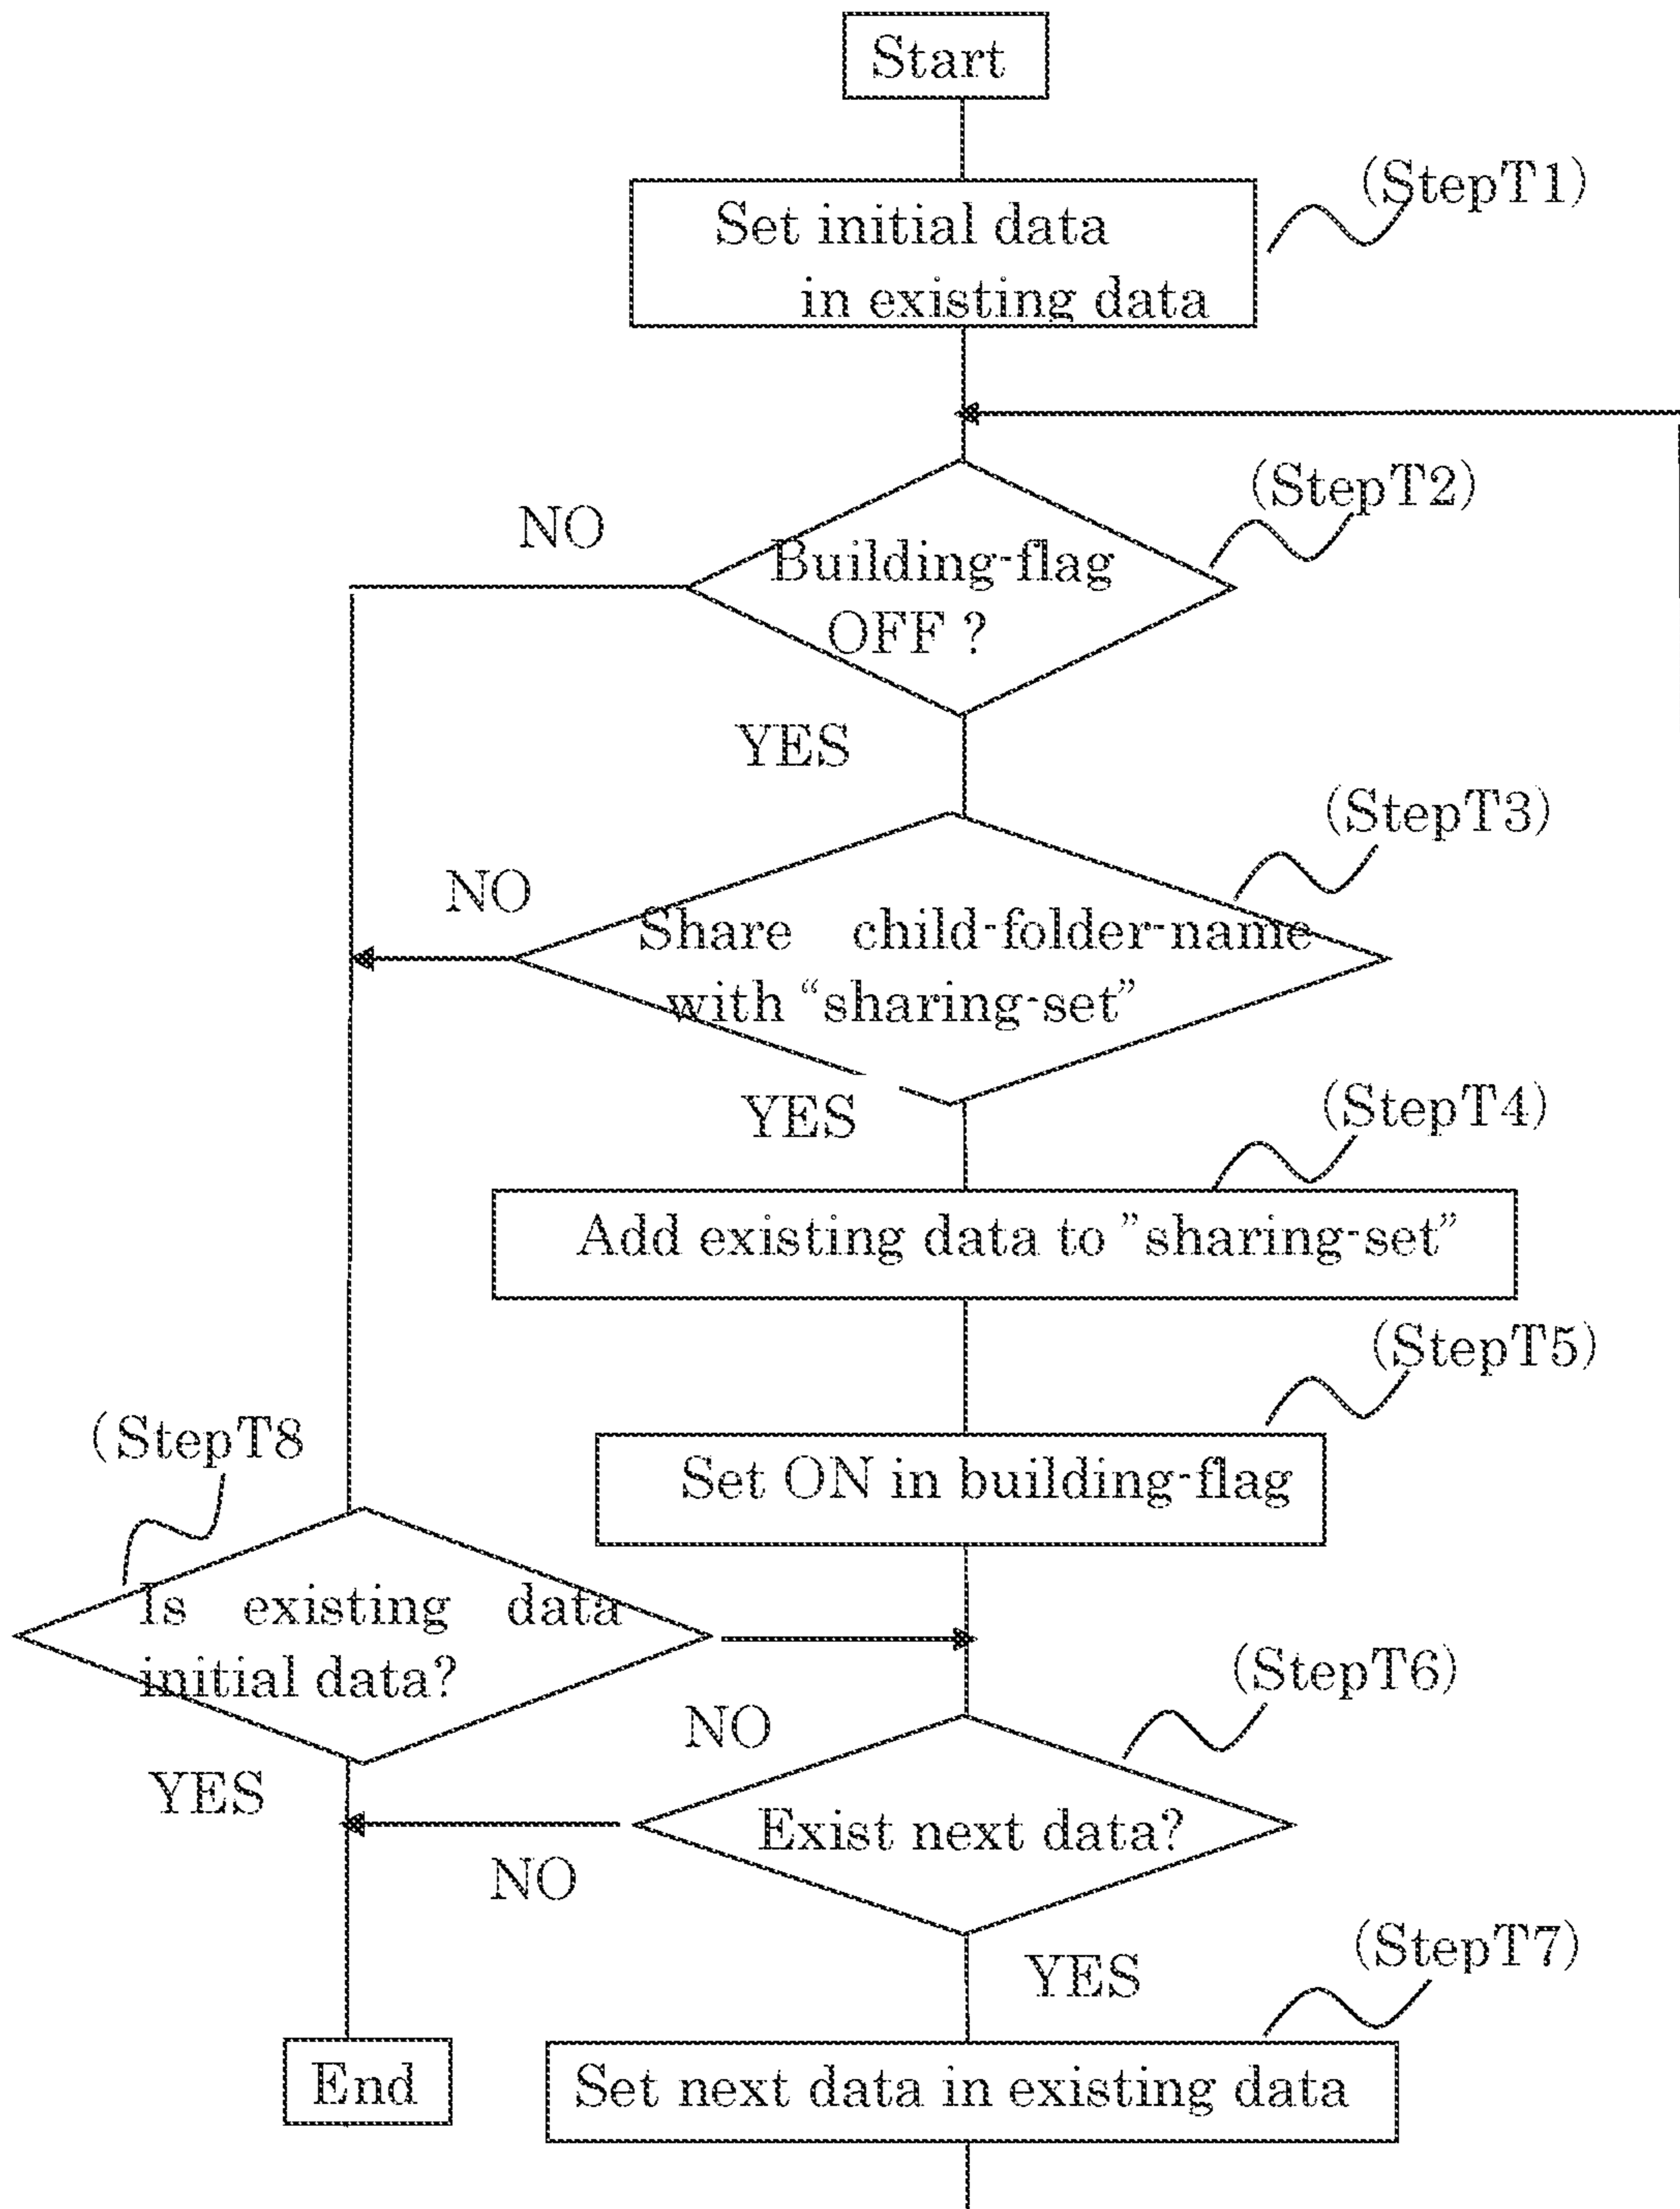 Start
(StepT1)
Set initial data
in existing data
(StepT2)
NO
Building-flag
OFF ?
YES
(StepT3)
NO
Share child-folder-name
with “sharing-set”
YES
(StepT4)
Add existing data to ”sharing-set”
(StepT5)
Set ON in building-flag
(StepT8
Is existing data
initial data?
(StepT6)
NO
YES
Exist next data?
NO
(StepT7)
YES
End
Set next data in existing data